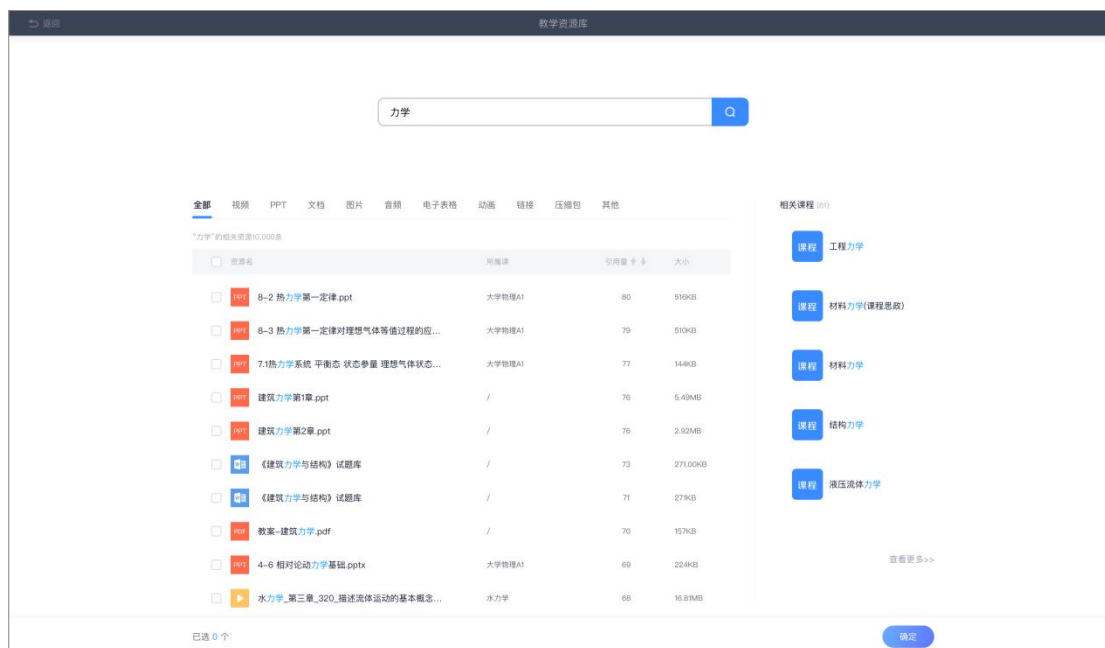 返回
教学资源库
力学
全部 视频 PPT 文档 图片 音频 电子表格 动画 链接 压缩包 其他
"力学"的相关资源10,000条
资源名 所属课 引用量 大小
PPT 8-2 热力学第一定律.ppt 大学物理A1 80 516KB
PPT 8-3 热力学第一定律对理想气体等值过程的应... 大学物理A1 79 510KB
PPT 7.1热力学系统 平衡态 状态参量 理想气体状态... 大学物理A1 77 144KB
PPT 建筑力学第1章.ppt / 76 5.49MB
PPT 建筑力学第2章.ppt / 76 2.92MB
《建筑力学与结构》试题库 / 73 271.00KB
《建筑力学与结构》试题库 / 71 271KB
PDF 教案-建筑力学.pdf / 70 157KB
PPT 4-6 相对论动力学基础.pptx 大学物理A1 69 224KB
水力学_第三章_320_描述流体运动的基本概念... 水力学 68 16.81MB
相关课程 (61)
课程 工程力学
课程 材料力学(课程思政)
课程 材料力学
课程 结构力学
课程 液压流体力学
查看更多>>
已选 0 个
确定